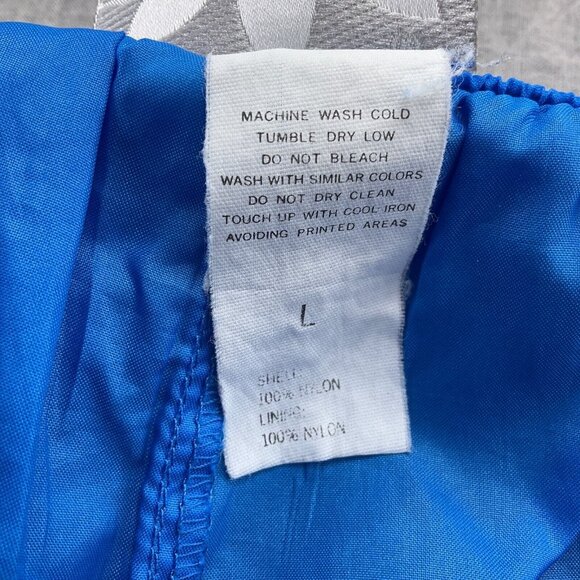 MACHINE WASH COLD
TUMBLE DRY LOW
DO NOT BLEACH
WASH WITH SIMILAR COLORS
DO NOT DRY CLEAN
TOUCH UP WITH COOL IRON
AVOIDING PRINTED AREAS
L
SHELL:
100% NYLON
LINING:
100% NYLON